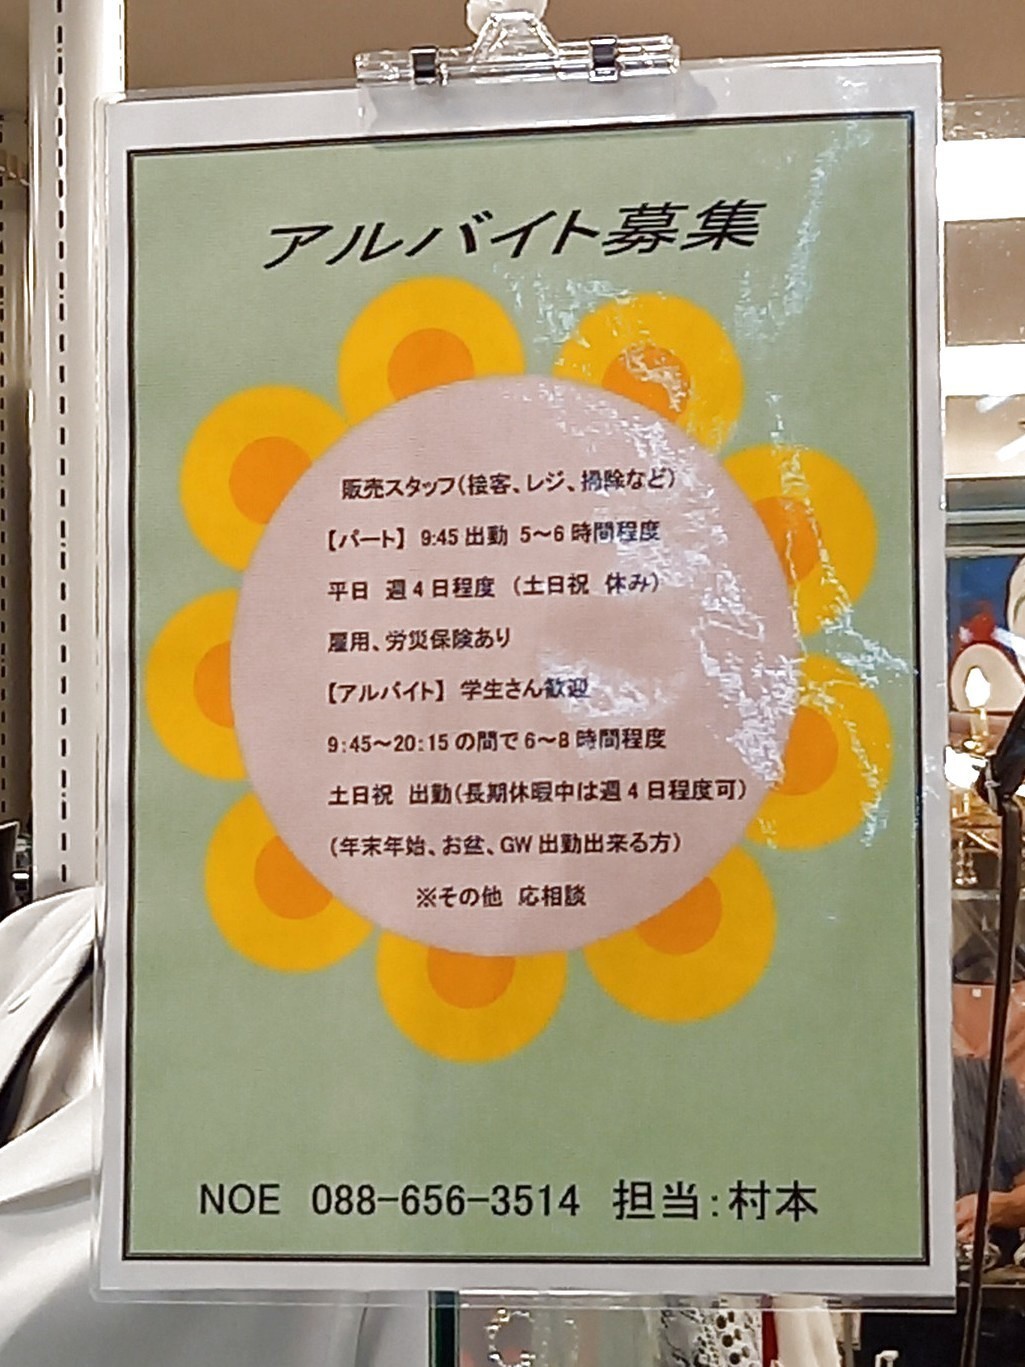 アルバイト募集
販売スタッフ(接客、レジ、掃除など)
【パート】 9:45 出勤 5～6 時間程度
平日 週 4 日程度 (土日祝 休み)
雇用、労災保険あり
【アルバイト】 学生さん歓迎
9:45～20:15 の間で 6～8 時間程度
土日祝 出勤(長期休暇中は週 4 日程度可)
(年末年始、お盆、GW 出勤出来る方)
※その他 応相談
NOE 088-656-3514 担当:村本